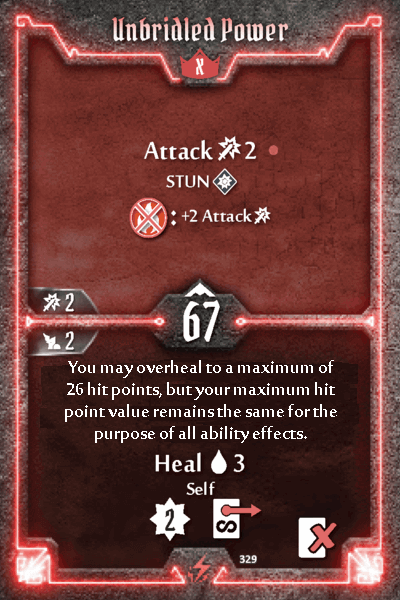 Unbridled Power
X
Attack 2
STUN
: +2 Attack
2
67
2
You may overheal to a maximum of
26 hit points, but your maximum hit
point value remains the same for the
purpose of all ability effects.
Heal 3
Self
2
329